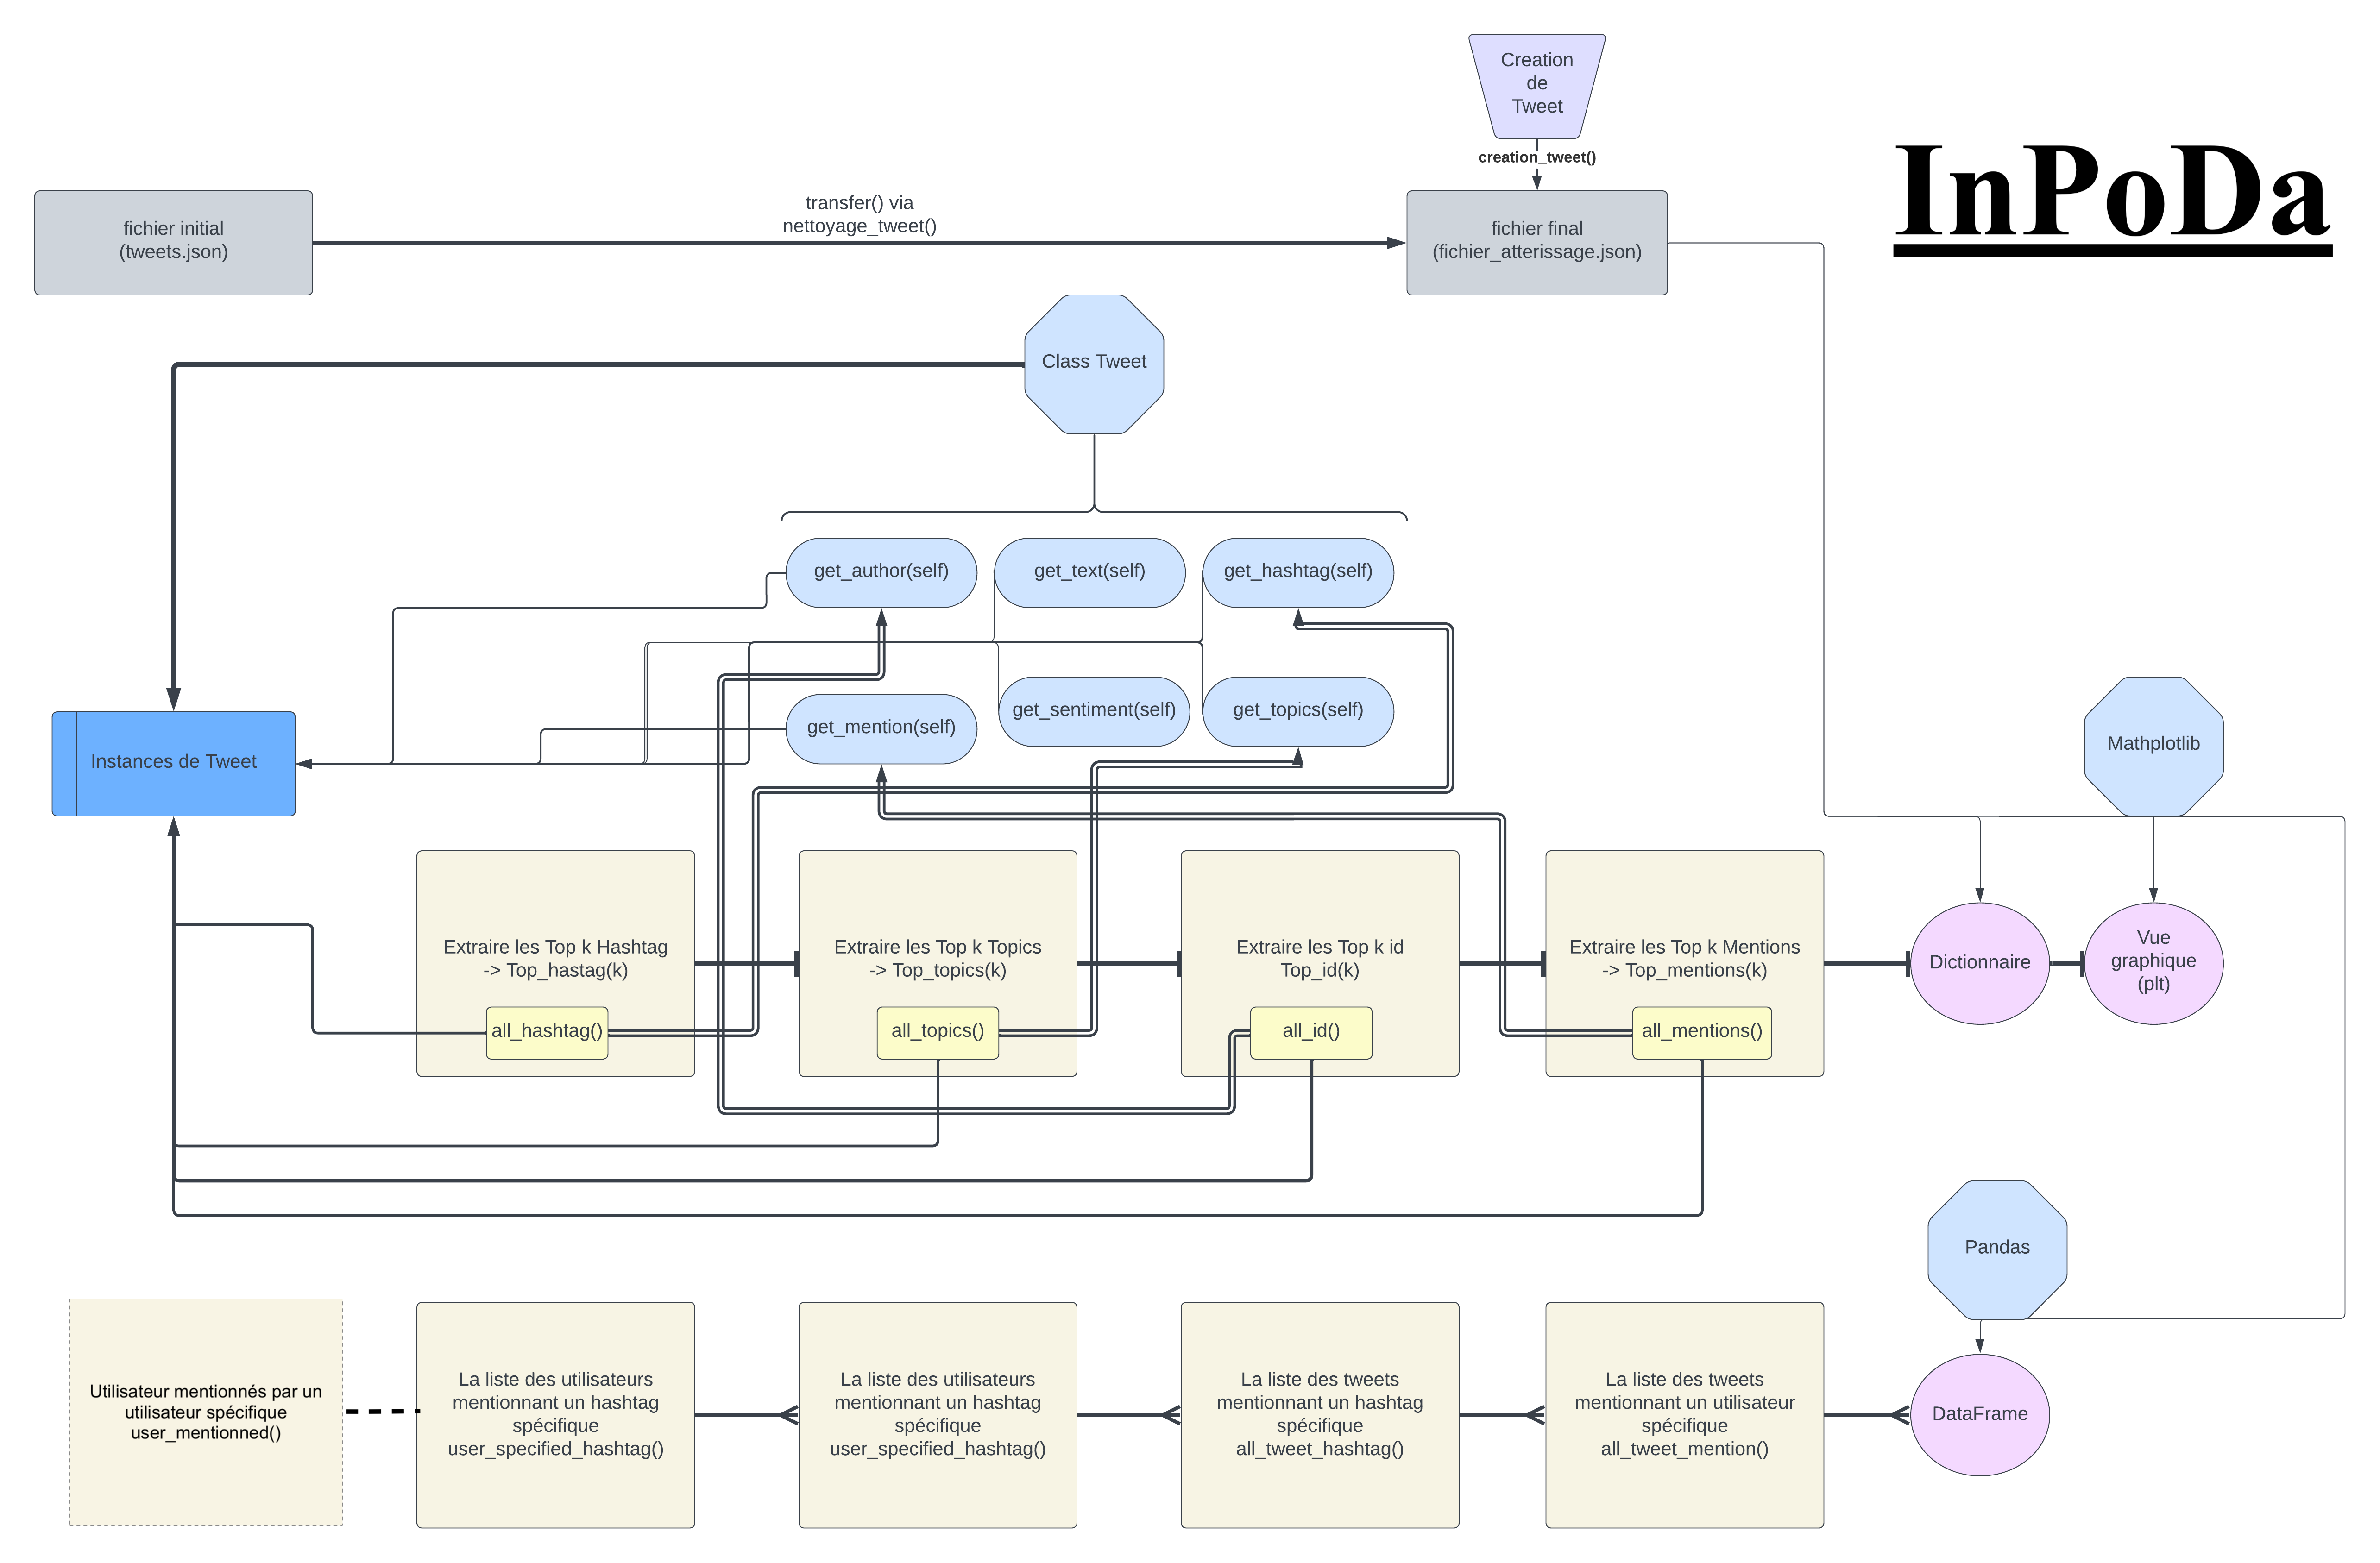 Creation
de
Tweet
creation_tweet()
InPoDa
fichier initial
(tweets.json)
transfer() via
nettoyage_tweet()
fichier final
(fichier_atterissage.json)
Class Tweet
get_author(self)
get_text(self)
get_hashtag(self)
get_mention(self)
get_sentiment(self)
get_topics(self)
Instances de Tweet
Mathplotlib
Extraire les Top k Hashtag
-> Top_hastag(k)
all_hashtag()
Extraire les Top k Topics
-> Top_topics(k)
all_topics()
Extraire les Top k id
Top_id(k)
all_id()
Extraire les Top k Mentions
-> Top_mentions(k)
all_mentions()
Dictionnaire
Vue
graphique
(plt)
Pandas
Utilisateur mentionnés par un
utilisateur spécifique
user_mentionned()
La liste des utilisateurs
mentionnant un hashtag
spécifique
user_specified_hashtag()
La liste des utilisateurs
mentionnant un hashtag
spécifique
user_specified_hashtag()
La liste des tweets
mentionnant un hashtag
spécifique
all_tweet_hashtag()
La liste des tweets
mentionnant un utilisateur
spécifique
all_tweet_mention()
DataFrame